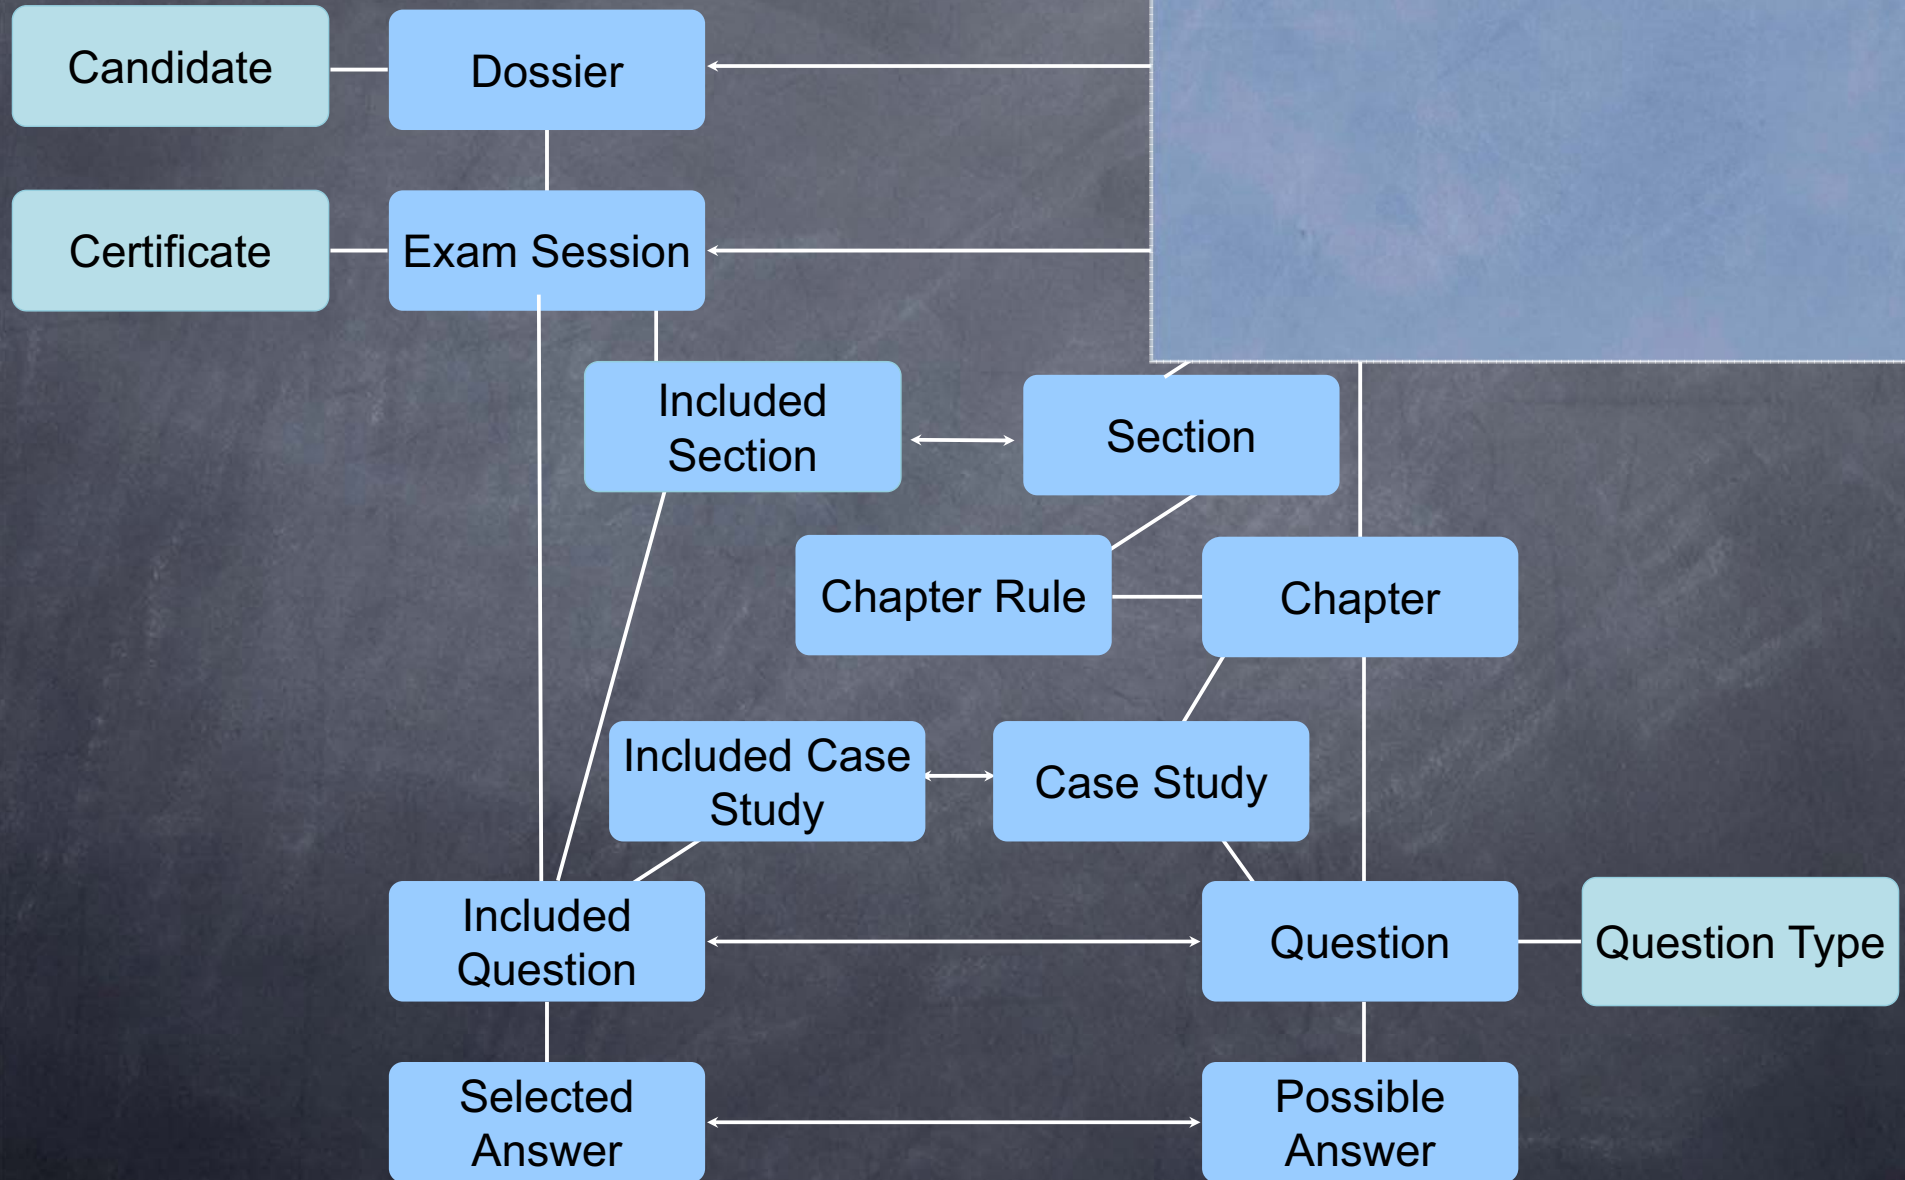 Candidate
Dossier
Certificate
Exam Session
Included
Section
Section
Chapter Rule
Chapter
Included Case
Study
Case Study
Included
Question
Question
Question Type
Selected
Answer
Possible
Answer